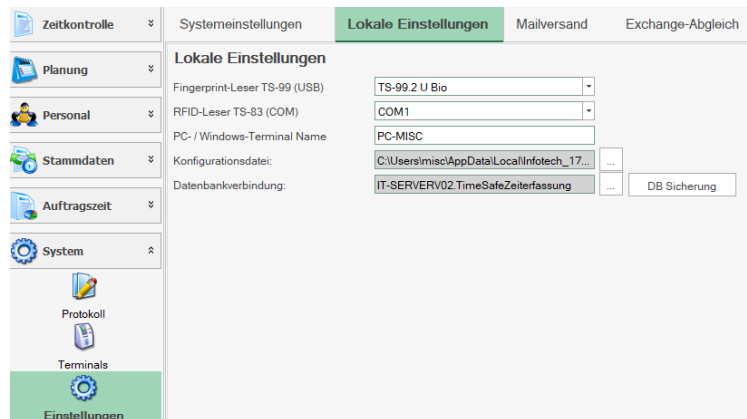 Zeitkontrolle
Planung
Personal
Stammdaten
Auftragszeit
System
Protokoll
Terminals
Einstellungen
Systemeinstellungen Lokale Einstellungen Mailversand Exchange-Abgleich
Lokale Einstellungen
Fingerprint-Leser TS-99 (USB) TS-99.2 U Bio
RFID-Leser TS-83 (COM) COM1
PC- / Windows-Terminal Name PC-MISC
Konfigurationsdatei: C:\Users\misc\AppData\Local\Infotech_17... ...
Datenbankverbindung: IT-SERVERV02.TimeSafeZeiterfassung ... DB Sicherung